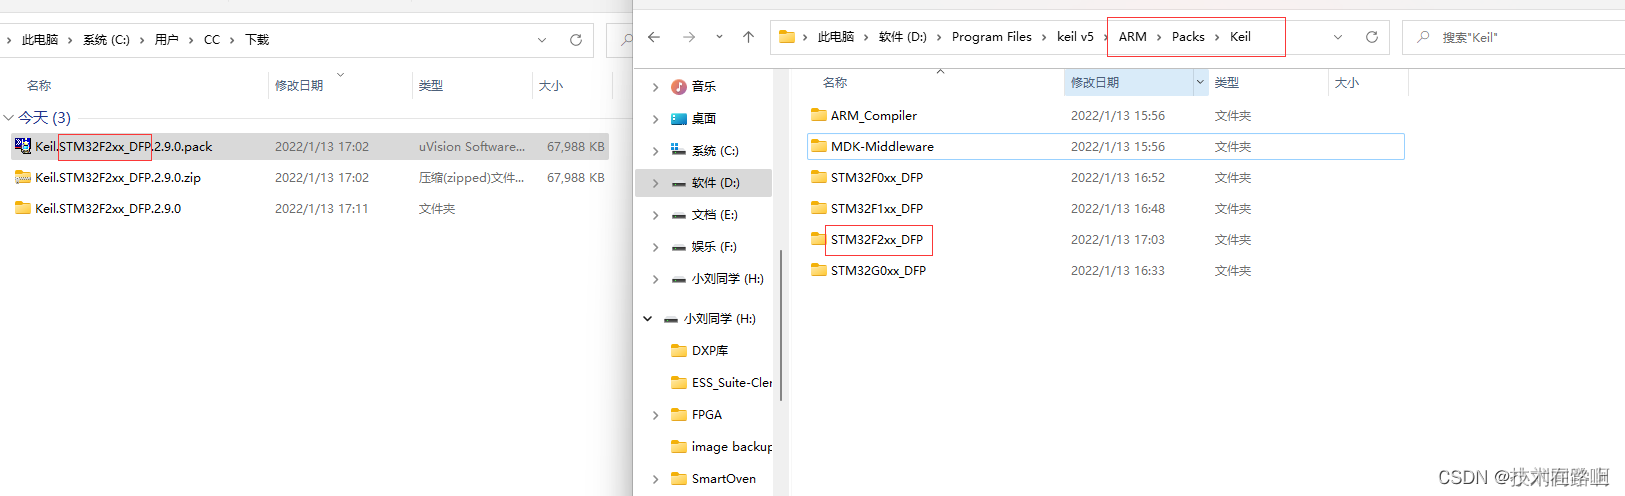 此电脑 › 系统 (C:) › 用户 › CC › 下载
名称 修改日期 类型 大小
今天 (3)
Keil.STM32F2xx_DFP.2.9.0.pack 2022/1/13 17:02 uVision Software... 67,988 KB
Keil.STM32F2xx_DFP.2.9.0.zip 2022/1/13 17:02 压缩(zipped)文件... 67,988 KB
Keil.STM32F2xx_DFP.2.9.0 2022/1/13 17:11 文件夹
此电脑 › 软件 (D:) › Program Files › keil v5 › ARM › Packs › Keil
搜索"Keil"
音乐
桌面
系统 (C:)
软件 (D:)
文档 (E:)
娱乐 (F:)
小刘同学 (H:)
小刘同学 (H:)
DXP库
ESS_Suite-Cler
FPGA
image backup
SmartOven
名称 修改日期 类型 大小
ARM_Compiler 2022/1/13 15:56 文件夹
MDK-Middleware 2022/1/13 15:56 文件夹
STM32F0xx_DFP 2022/1/13 16:52 文件夹
STM32F1xx_DFP 2022/1/13 16:48 文件夹
STM32F2xx_DFP 2022/1/13 17:03 文件夹
STM32G0xx_DFP 2022/1/13 16:33 文件夹
CSDN